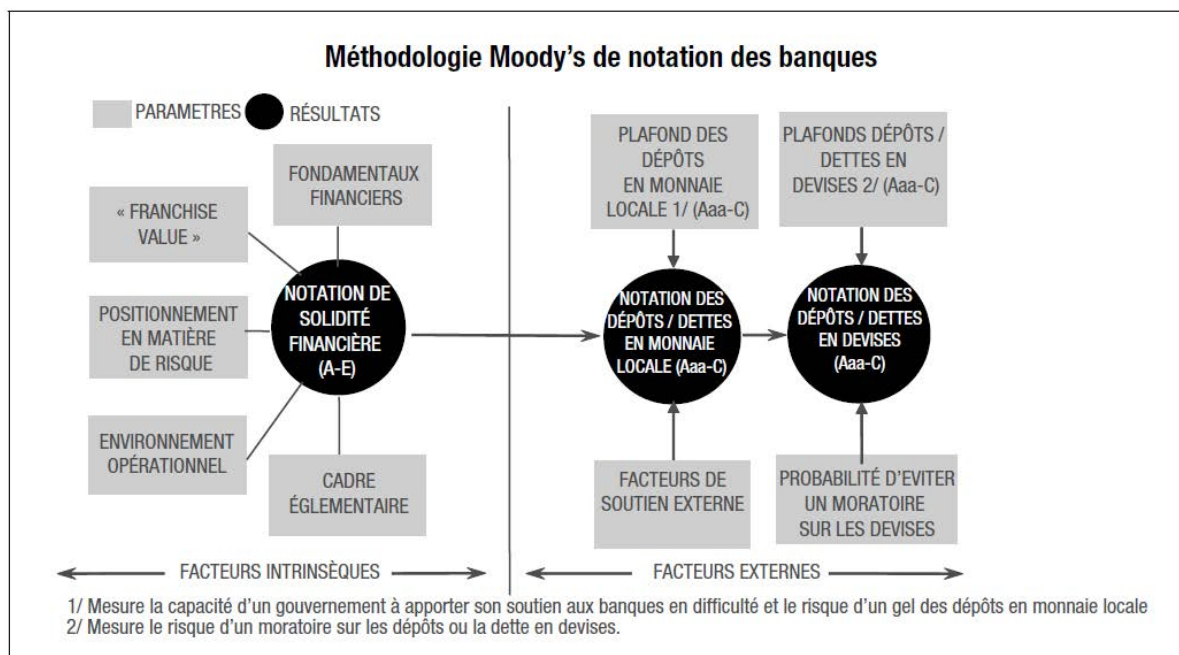 Méthodologie Moody's de notation des banques
PARAMETRES
RÉSULTATS
FONDAMENTAUX
FINANCIERS
« FRANCHISE
VALUE »
POSITIONNEMENT
EN MATIÈRE
DE RISQUE
ENVIRONNEMENT
OPÉRATIONNEL
CADRE
ÉGLEMENTAIRE
NOTATION DE
SOLIDITÉ
FINANCIÈRE
(A-E)
PLAFOND DES
DÉPÔTS
EN MONNAIE
LOCALE 1/ (Aaa-C)
PLAFONDS DÉPÔTS /
DETTES EN
DEVISES 2/ (Aaa-C)
NOTATION DES
DÉPÔTS / DETTES
EN MONNAIE
LOCALE (Aaa-C)
NOTATION DES
DÉPÔTS / DETTES
EN DEVISES
(Aaa-C)
FACTEURS DE
SOUTIEN EXTERNE
PROBABILITÉ D'EVITER
UN MORATOIRE
SUR LES DEVISES
FACTEURS INTRINSÈQUES
FACTEURS EXTERNES
1/ Mesure la capacité d'un gouvernement à apporter son soutien aux banques en difficulté et le risque d'un gel des dépôts en monnaie locale
2/ Mesure le risque d'un moratoire sur les dépôts ou la dette en devises.